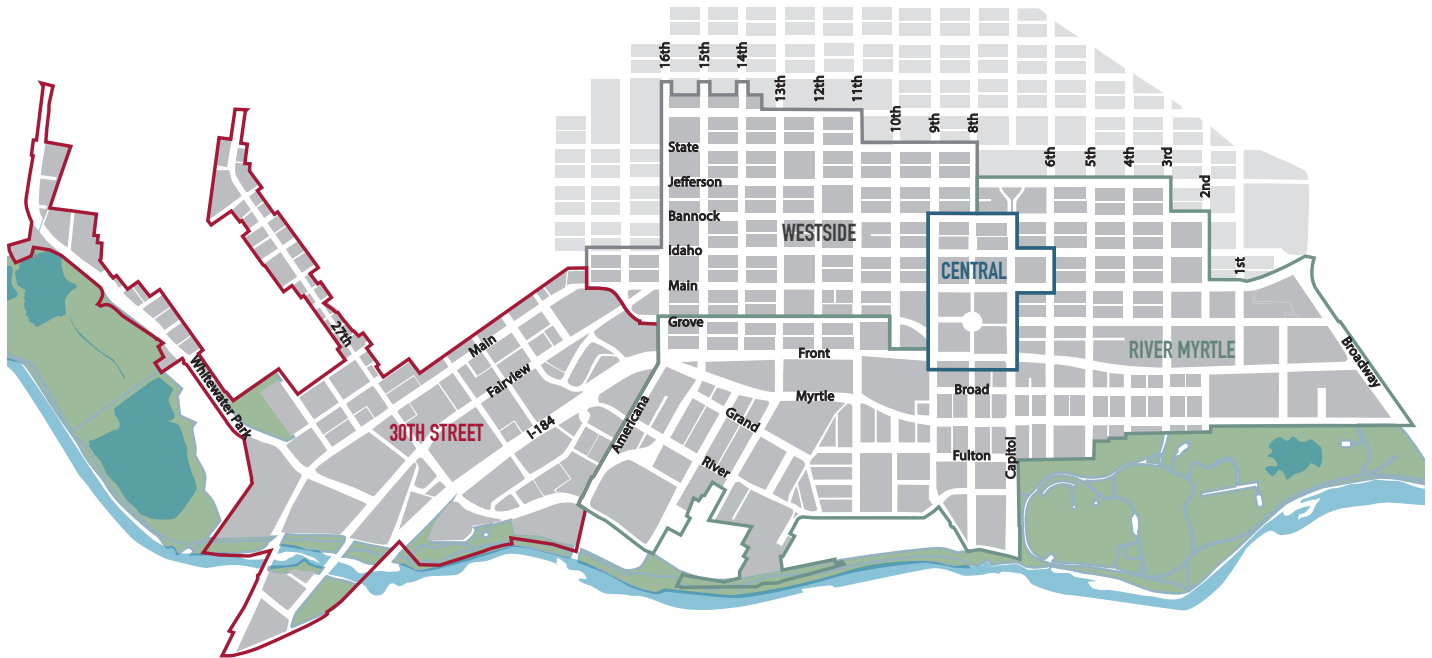 16th
15th
14th
13th
12th
11th
10th
9th
8th
6th
5th
4th
3rd
2nd
1st
State
Jefferson
Bannock
Idaho
Main
Grove
WESTSIDE
CENTRAL
RIVER MYRTLE
30TH STREET
27th
Main
Fairview
I-184
Whitewater Park
Americana
Front
Myrtle
Grand
River
Broad
Fulton
Capitol
Broadway